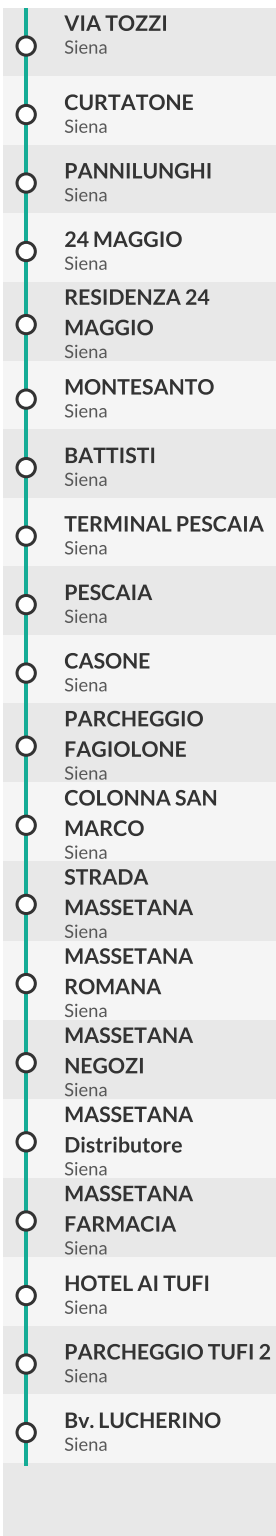 VIA TOZZI
Siena
CURTATONE
Siena
PANNILUNGHI
Siena
24 MAGGIO
Siena
RESIDENZA 24
MAGGIO
Siena
MONTESANTO
Siena
BATTISTI
Siena
TERMINAL PESCAIA
Siena
PESCAIA
Siena
CASONE
Siena
PARCHEGGIO
FAGIOLONE
Siena
COLONNA SAN
MARCO
Siena
STRADA
MASSETANA
Siena
MASSETANA
ROMANA
Siena
MASSETANA
NEGOZI
Siena
MASSETANA
Distributore
Siena
MASSETANA
FARMACIA
Siena
HOTEL AI TUFI
Siena
PARCHEGGIO TUFI 2
Siena
Bv. LUCHERINO
Siena